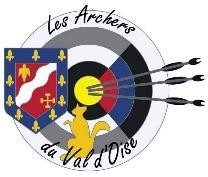 Les Archers
du Val d'Oise